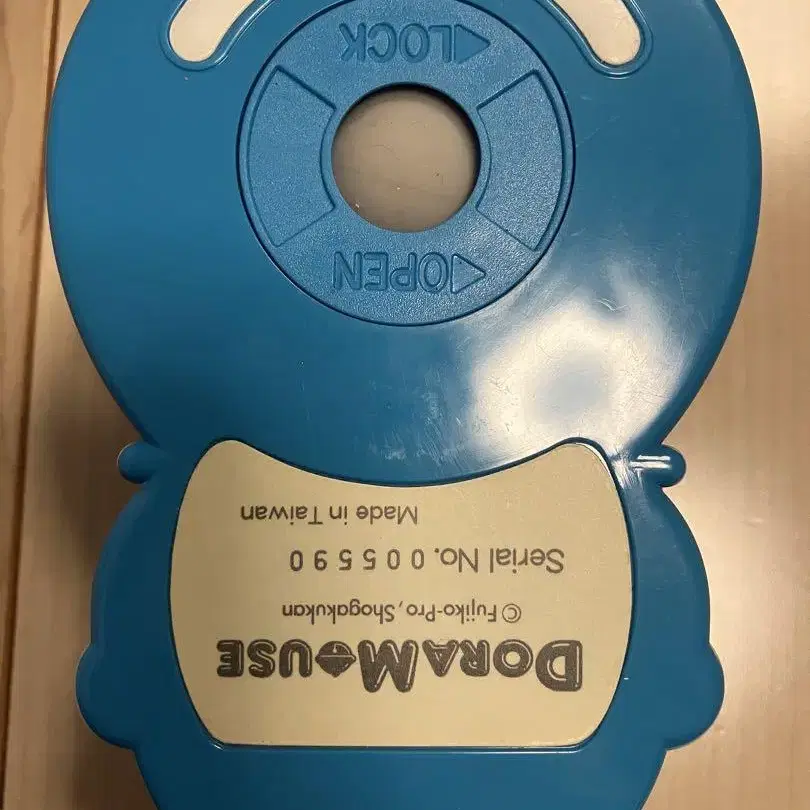 DORAMOUSE
© Fujiko-Pro, Shogakukan
Serial No. 005590
Made in Taiwan
◁OPEN
◁LOCK